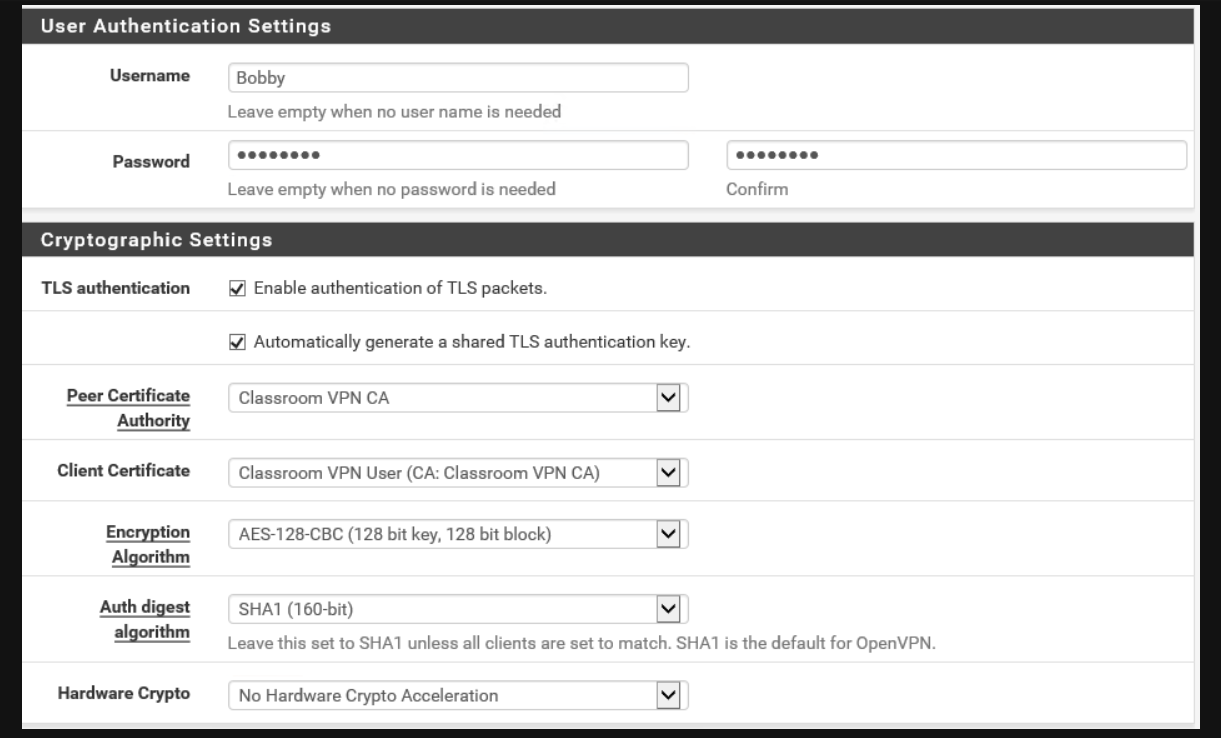 User Authentication Settings
Username
Bobby
Leave empty when no user name is needed
Password
•••••••• ••••••••
Leave empty when no password is needed Confirm
Cryptographic Settings
TLS authentication
Enable authentication of TLS packets.
Automatically generate a shared TLS authentication key.
Peer Certificate
Authority
Classroom VPN CA
Client Certificate
Classroom VPN User (CA: Classroom VPN CA)
Encryption
Algorithm
AES-128-CBC (128 bit key, 128 bit block)
Auth digest
algorithm
SHA1 (160-bit)
Leave this set to SHA1 unless all clients are set to match. SHA1 is the default for OpenVPN.
Hardware Crypto
No Hardware Crypto Acceleration